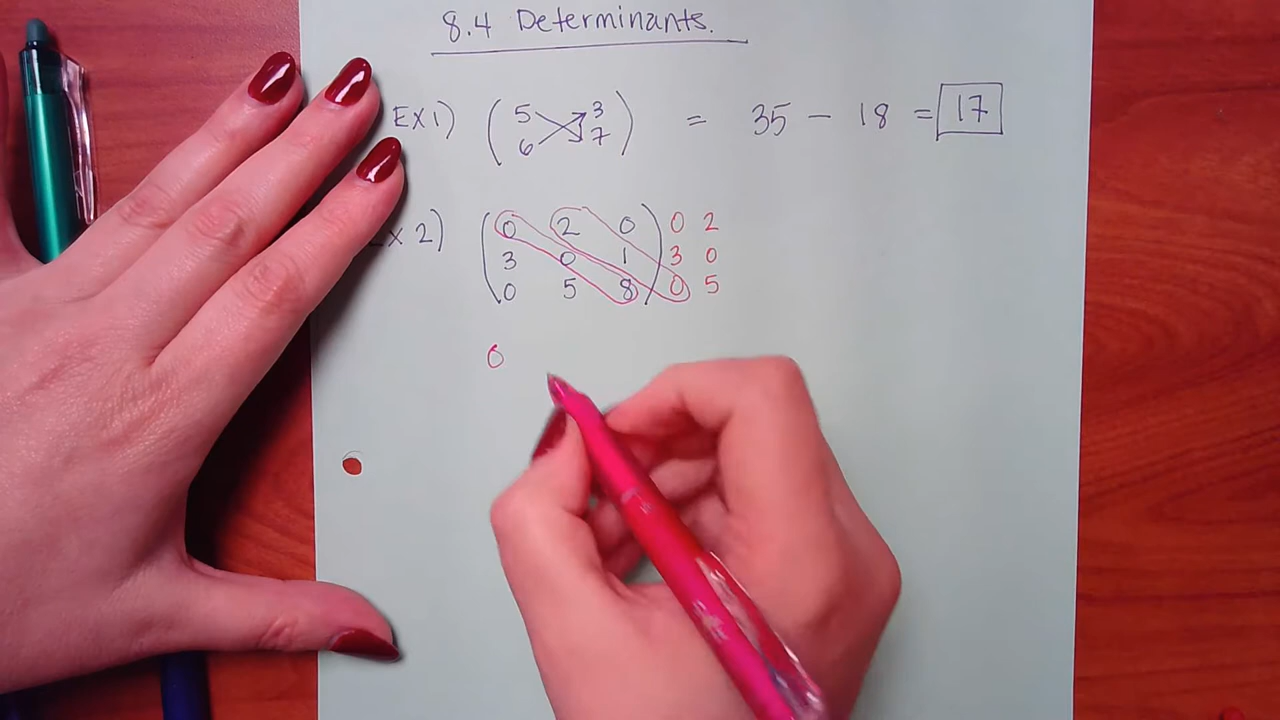 8.4 Determinants.
EX1) ( 5 3 ) = 35 - 18 = 17
6 7
x 2) ( 0 2 0 ) 0 2
3 0 1 3 0
0 5 8 0 5
0